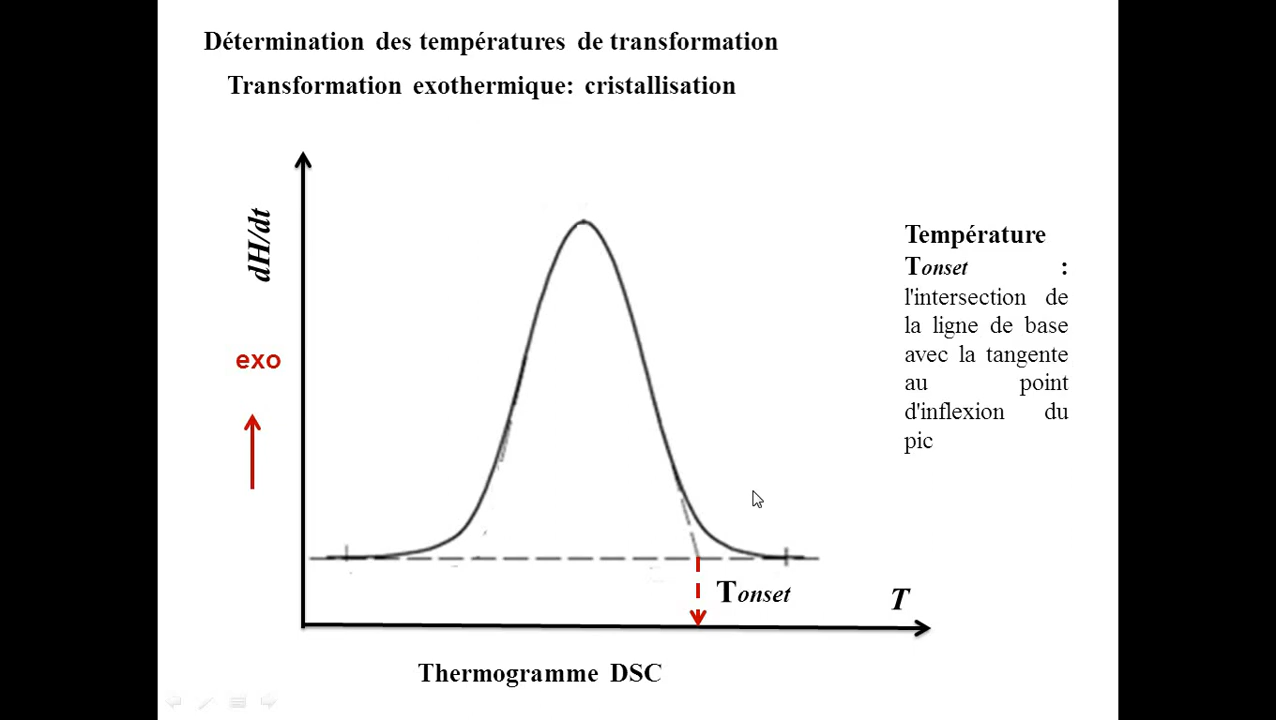 Détermination des températures de transformation
Transformation exothermique: cristallisation
dH/dt
exo
Température
Tonset :
l'intersection de
la ligne de base
avec la tangente
au point
d'inflexion du
pic
Tonset
T
Thermogramme DSC